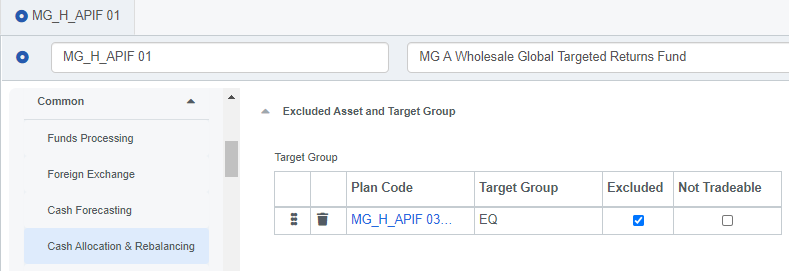 MG_H_APIF 01
MG_H_APIF 01
MG A Wholesale Global Targeted Returns Fund
Common
Funds Processing
Foreign Exchange
Cash Forecasting
Cash Allocation & Rebalancing
Excluded Asset and Target Group
Target Group
Plan Code Target Group Excluded Not Tradeable
MG_H_APIF 03... EQ